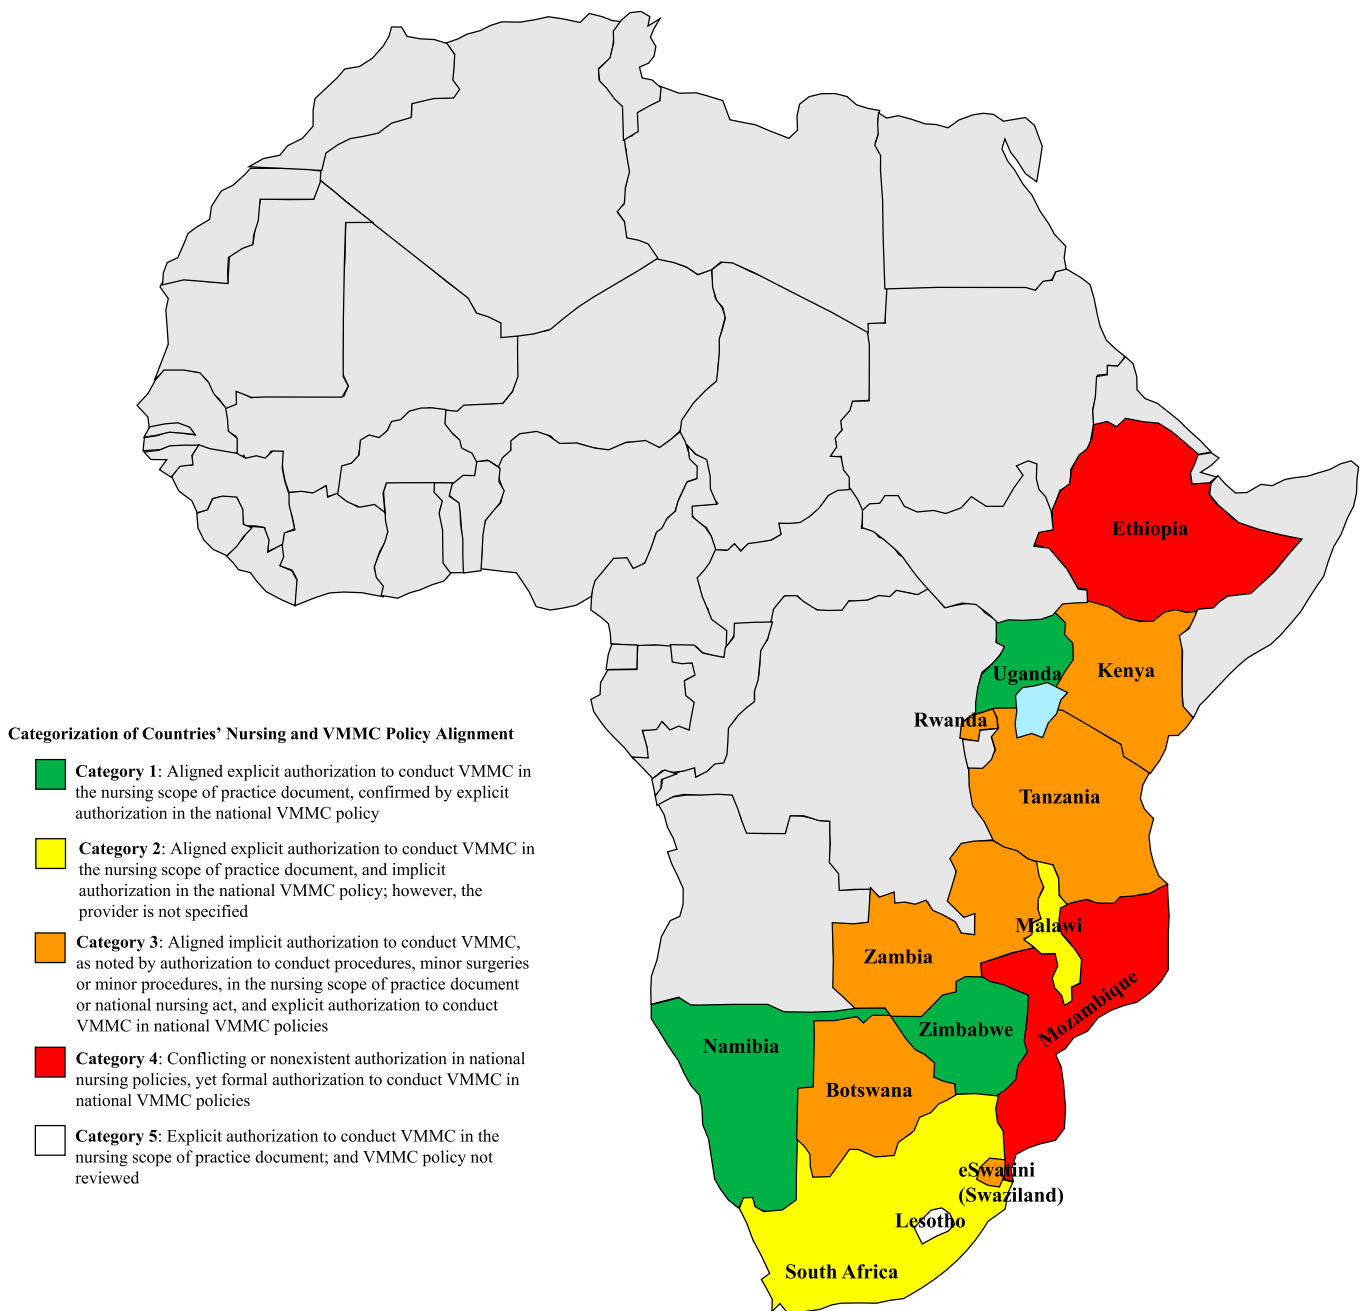 Ethiopia
Uganda
Kenya
Rwanda
Tanzania
Malawi
Zambia
Mozambique
Zimbabwe
Namibia
Botswana
eSwatini
(Swaziland)
Lesotho
South Africa
Categorization of Countries’ Nursing and VMMC Policy Alignment
Category 1: Aligned explicit authorization to conduct VMMC in
the nursing scope of practice document, confirmed by explicit
authorization in the national VMMC policy
Category 2: Aligned explicit authorization to conduct VMMC in
the nursing scope of practice document, and implicit
authorization in the national VMMC policy; however, the
provider is not specified
Category 3: Aligned implicit authorization to conduct VMMC,
as noted by authorization to conduct procedures, minor surgeries
or minor procedures, in the nursing scope of practice document
or national nursing act, and explicit authorization to conduct
VMMC in national VMMC policies
Category 4: Conflicting or nonexistent authorization in national
nursing policies, yet formal authorization to conduct VMMC in
national VMMC policies
Category 5: Explicit authorization to conduct VMMC in the
nursing scope of practice document; and VMMC policy not
reviewed